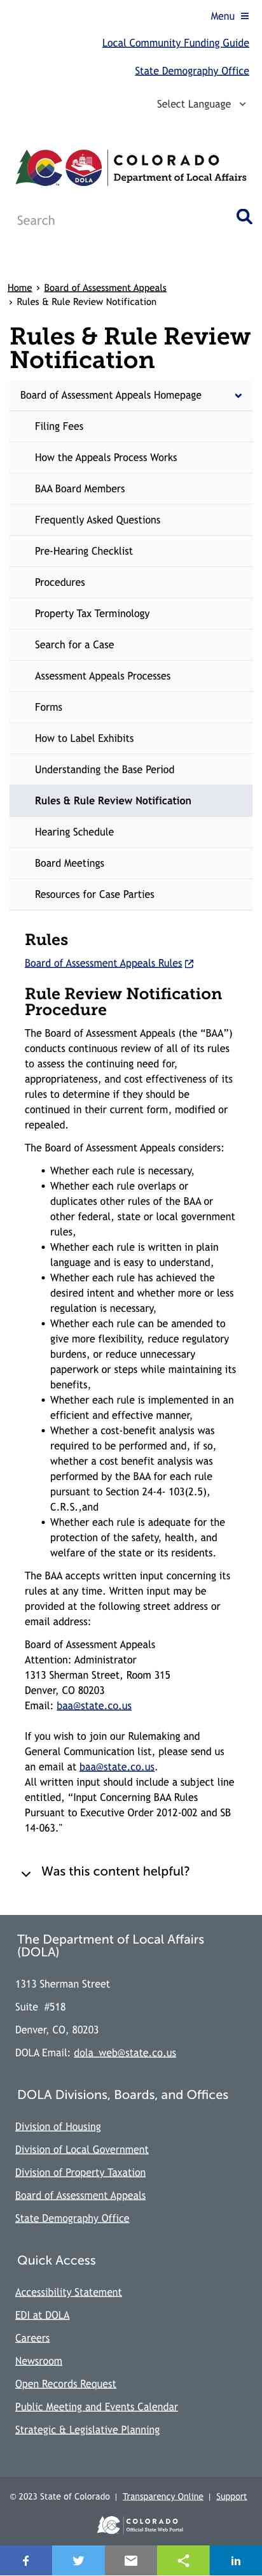 Menu
Local Community Funding Guide
State Demography Office
Select Language
COLORADO
Department of Local Affairs
DOLA
Search
Home › Board of Assessment Appeals
› Rules & Rule Review Notification
Rules & Rule Review
Notification
Board of Assessment Appeals Homepage
Filing Fees
How the Appeals Process Works
BAA Board Members
Frequently Asked Questions
Pre-Hearing Checklist
Procedures
Property Tax Terminology
Search for a Case
Assessment Appeals Processes
Forms
How to Label Exhibits
Understanding the Base Period
Rules & Rule Review Notification
Hearing Schedule
Board Meetings
Resources for Case Parties
Rules
Board of Assessment Appeals Rules
Rule Review Notification
Procedure
The Board of Assessment Appeals (the “BAA”)
conducts continuous review of all of its rules
to assess the continuing need for,
appropriateness, and cost effectiveness of its
rules to determine if they should be
continued in their current form, modified or
repealed.
The Board of Assessment Appeals considers:
• Whether each rule is necessary,
• Whether each rule overlaps or
duplicates other rules of the BAA or
other federal, state or local government
rules,
• Whether each rule is written in plain
language and is easy to understand,
• Whether each rule has achieved the
desired intent and whether more or less
regulation is necessary,
• Whether each rule can be amended to
give more flexibility, reduce regulatory
burdens, or reduce unnecessary
paperwork or steps while maintaining its
benefits,
• Whether each rule is implemented in an
efficient and effective manner,
• Whether a cost-benefit analysis was
required to be performed and, if so,
whether a cost benefit analysis was
performed by the BAA for each rule
pursuant to Section 24-4- 103(2.5),
C.R.S.,and
• Whether each rule is adequate for the
protection of the safety, health, and
welfare of the state or its residents.
The BAA accepts written input concerning its
rules at any time. Written input may be
provided at the following street address or
email address:
Board of Assessment Appeals
Attention: Administrator
1313 Sherman Street, Room 315
Denver, CO 80203
Email: baa@state.co.us
If you wish to join our Rulemaking and
General Communication list, please send us
an email at baa@state.co.us.
All written input should include a subject line
entitled, “Input Concerning BAA Rules
Pursuant to Executive Order 2012-002 and SB
14-063."
Was this content helpful?
The Department of Local Affairs
(DOLA)
1313 Sherman Street
Suite #518
Denver, CO, 80203
DOLA Email: dola_web@state.co.us
DOLA Divisions, Boards, and Offices
Division of Housing
Division of Local Government
Division of Property Taxation
Board of Assessment Appeals
State Demography Office
Quick Access
Accessibility Statement
EDI at DOLA
Careers
Newsroom
Open Records Request
Public Meeting and Events Calendar
Strategic & Legislative Planning
© 2023 State of Colorado | Transparency Online | Support
COLORADO
Official State Web Portal